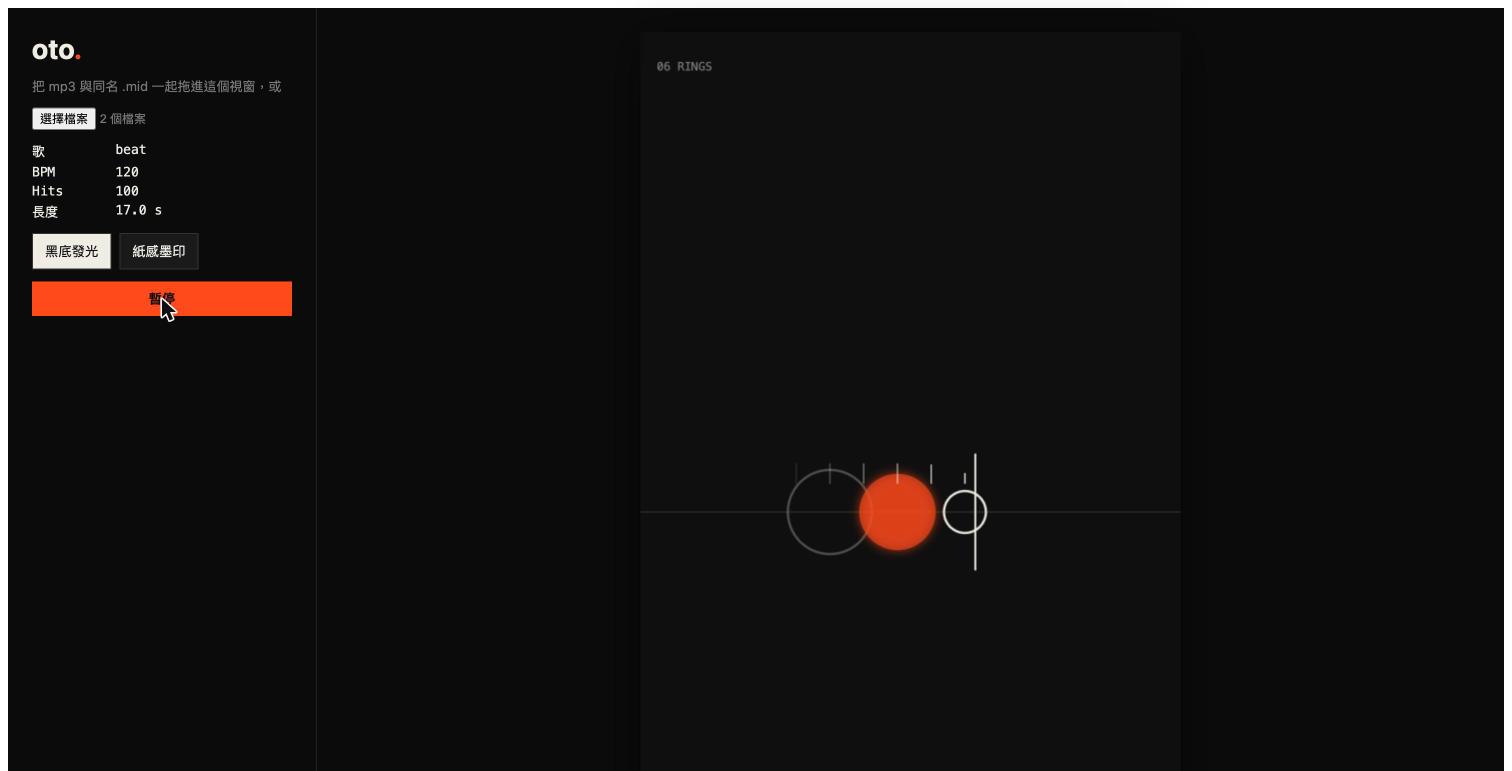 oto.
把 mp3 與同名 .mid 一起拖進這個視窗，或
選擇檔案 2 個檔案
歌 beat
BPM 120
Hits 100
長度 17.0 s
黑底發光 紙感墨印
暫停
06 RINGS